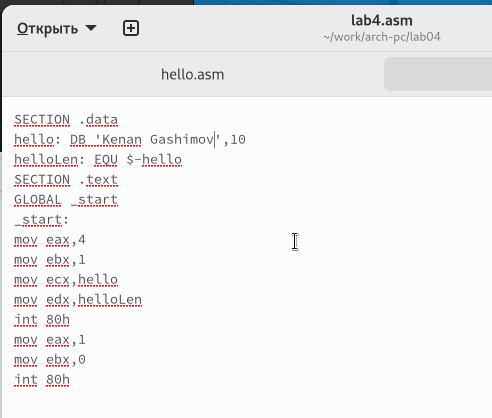 Открыть
lab4.asm
~/work/arch-pc/lab04
hello.asm
SECTION .data
hello: DB 'Kenan Gashimov',10
helloLen: EQU $-hello
SECTION .text
GLOBAL _start
_start:
mov eax,4
mov ebx,1
mov ecx,hello
mov edx,helloLen
int 80h
mov eax,1
mov ebx,0
int 80h